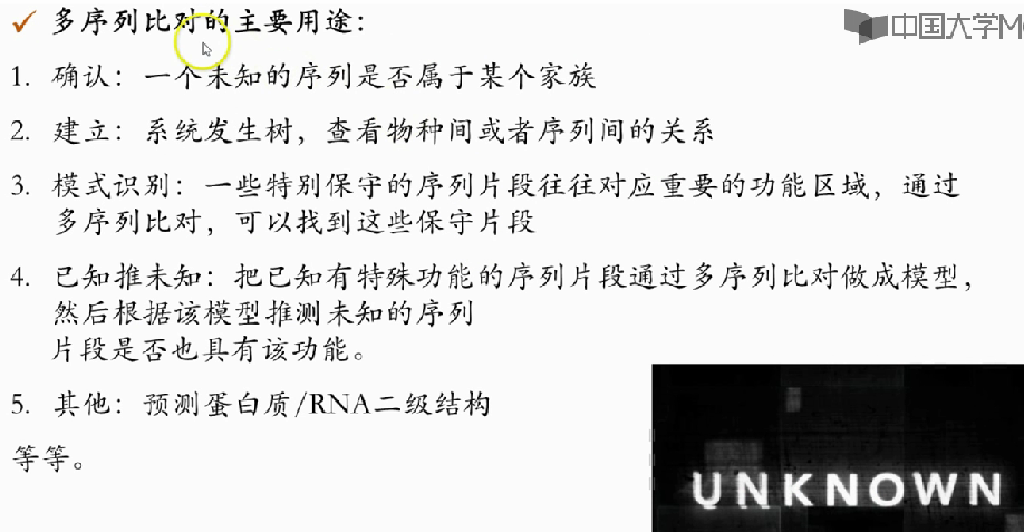 ✓ 多序列比对的主要用途：
中国大学M
1. 确认：一个未知的序列是否属于某个家族
2. 建立：系统发生树，查看物种间或者序列间的关系
3. 模式识别：一些特别保守的序列片段往往对应重要的功能区域，通过
多序列比对，可以找到这些保守片段
4. 已知推未知：把已知有特殊功能的序列片段通过多序列比对做成模型，
然后根据该模型推测未知的序列
片段是否也具有该功能。
5. 其他：预测蛋白质/RNA二级结构
等等。
UNKNOWN